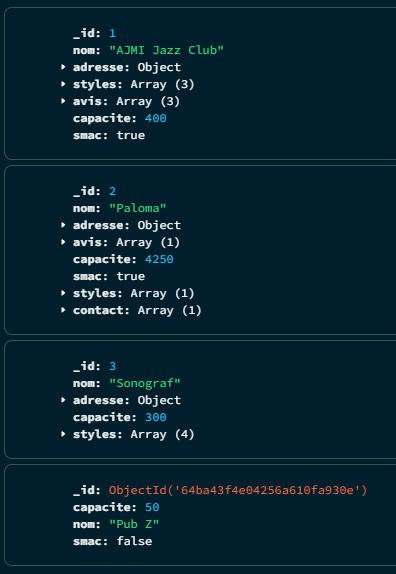 _id: 1
nom: "AJMI Jazz Club"
adresse: Object
styles: Array (3)
avis: Array (3)
capacite: 400
smac: true
_id: 2
nom: "Paloma"
adresse: Object
avis: Array (1)
capacite: 4250
smac: true
styles: Array (1)
contact: Array (1)
_id: 3
nom: "Sonograf"
adresse: Object
capacite: 300
styles: Array (4)
_id: ObjectId('64ba43f4e04256a610fa930e')
capacite: 50
nom: "Pub Z"
smac: false